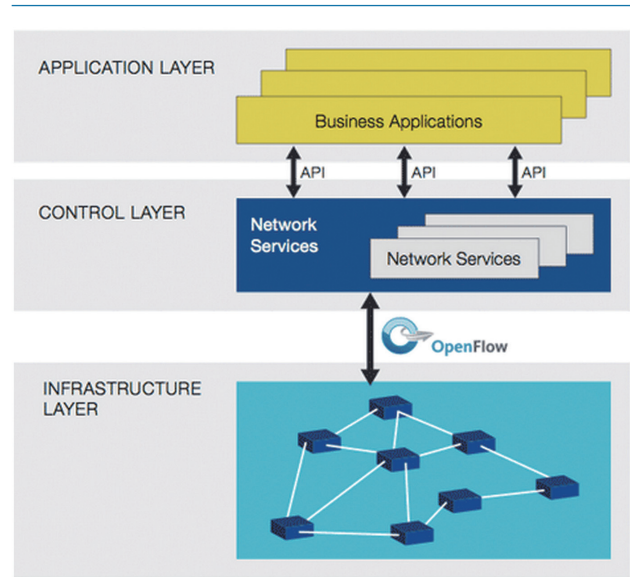 APPLICATION LAYER
Business Applications
API
API
API
CONTROL LAYER
Network
Services
Network Services
OpenFlow
INFRASTRUCTURE
LAYER